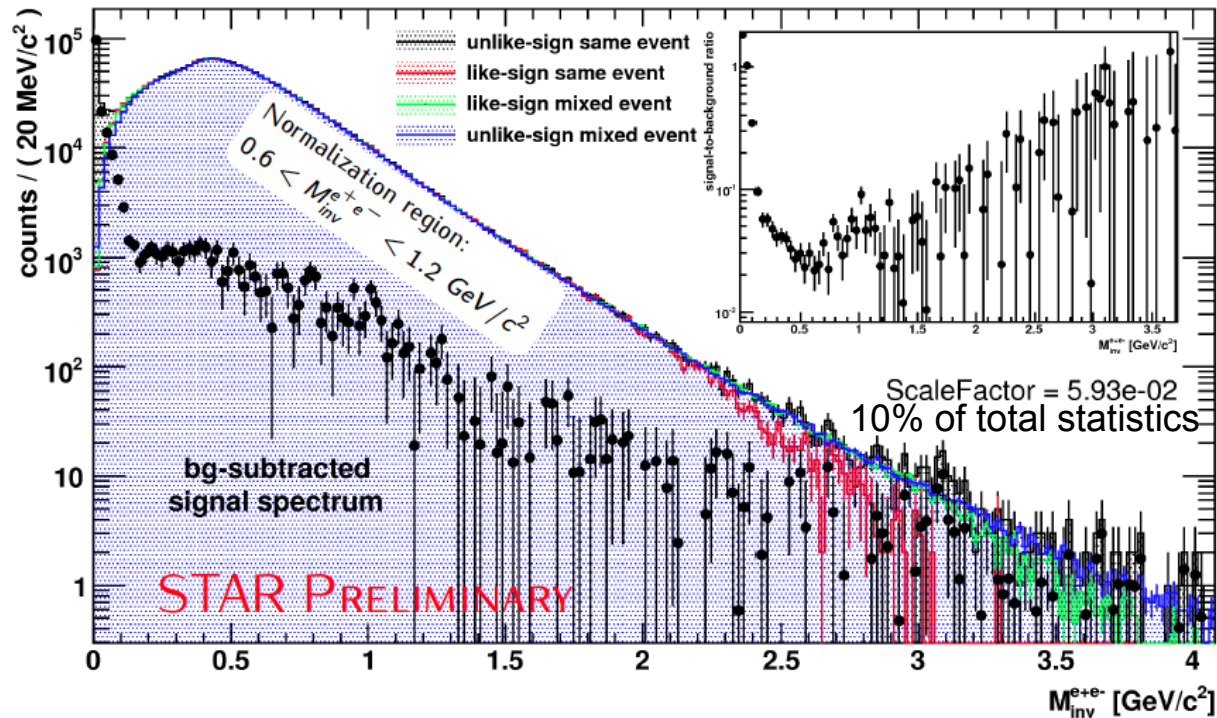 counts / ( 20 MeV/c²)
10⁵
10⁴
10³
10²
10
1
unlike-sign same event
like-sign same event
like-sign mixed event
unlike-sign mixed event
Normalization region:
0.6 < M_inv^{e⁺e⁻} < 1.2 GeV/c²
signal-to-background ratio
1
10⁻¹
10⁻²
0 0.5 1 1.5 2 2.5 3 3.5
M_inv^{e+e-} [GeV/c²]
ScaleFactor = 5.93e-02
10% of total statistics
bg-subtracted
signal spectrum
STAR PRELIMINARY
0 0.5 1 1.5 2 2.5 3 3.5 4
M_inv^{e+e-} [GeV/c²]